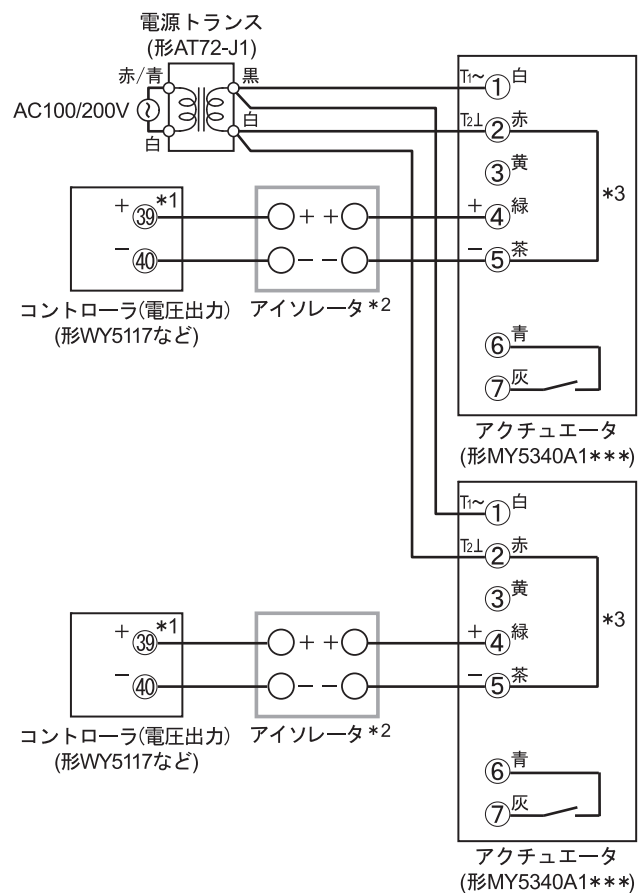 電源トランス
(形AT72-J1)
赤/青
黒
AC100/200V
白
白
T1~ ① 白
T2⊥ ② 赤
③ 黄
*3
+ ㊴ *1
+ +
+ ④ 緑
− ㊵
− −
− ⑤ 茶
コントローラ(電圧出力)
(形WY5117など)
アイソレータ*2
⑥ 青
⑦ 灰
アクチュエータ
(形MY5340A1***)
T1~ ① 白
T2⊥ ② 赤
③ 黄
*3
+ ㊴ *1
+ +
+ ④ 緑
− ㊵
− −
− ⑤ 茶
コントローラ(電圧出力)
(形WY5117など)
アイソレータ*2
⑥ 青
⑦ 灰
アクチュエータ
(形MY5340A1***)